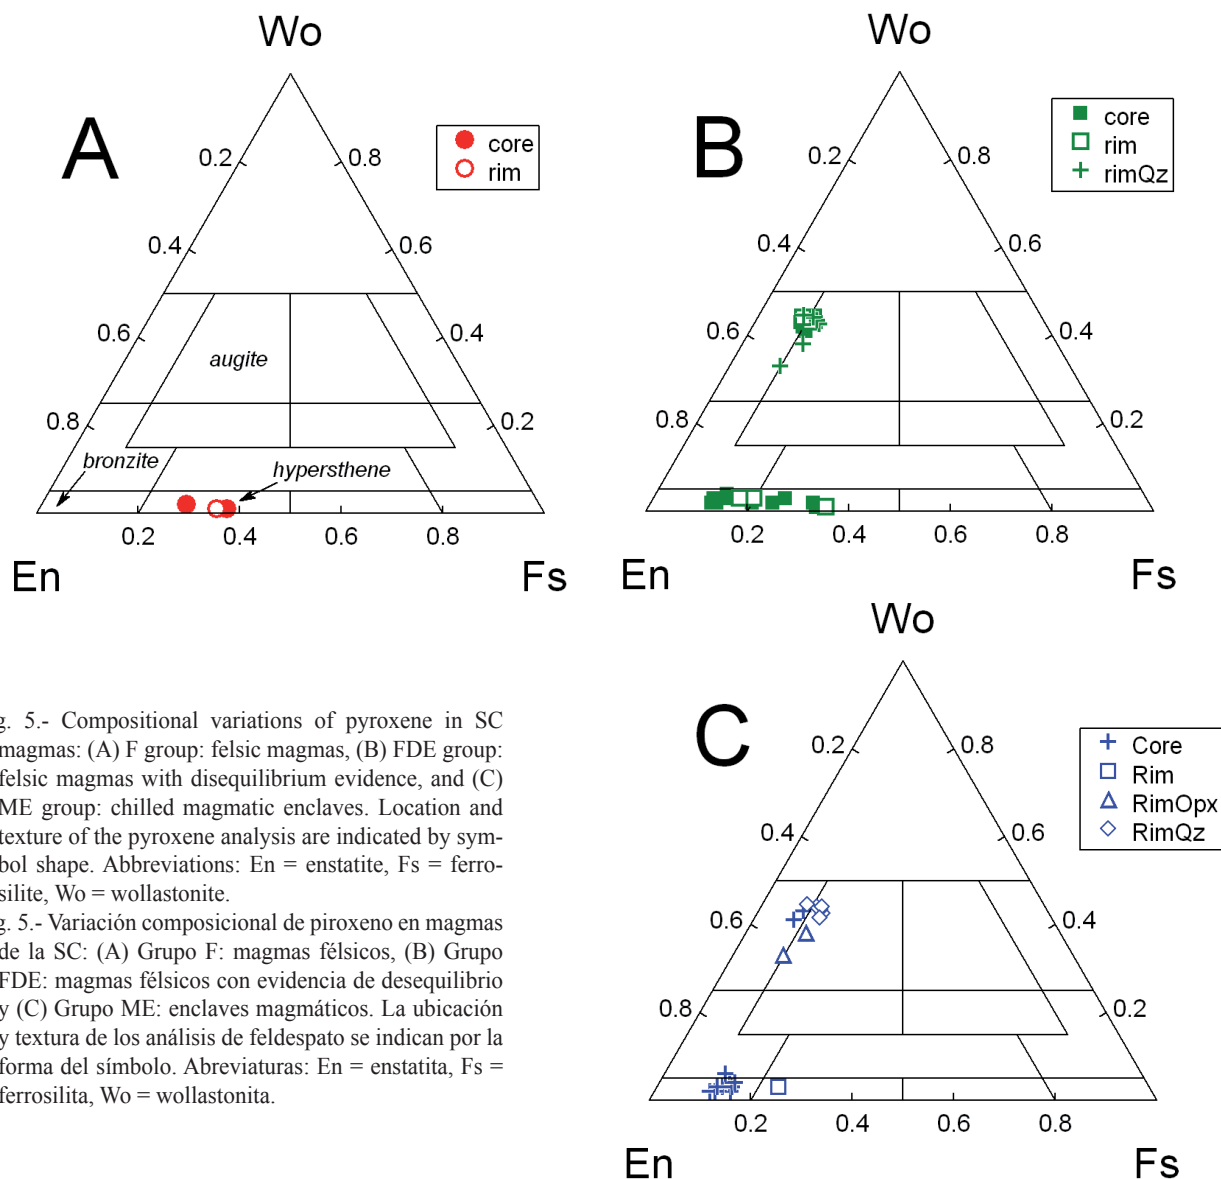 Wo
A
core
rim
0.2
0.8
0.4
0.6
0.6
0.4
augite
0.8
0.2
bronzite
hypersthene
0.2
0.4
0.6
0.8
En
Fs
Wo
B
core
rim
rimQz
0.2
0.8
0.4
0.6
0.6
0.4
0.8
0.2
0.2
0.4
0.6
0.8
En
Fs
Wo
C
Core
Rim
RimOpx
RimQz
0.2
0.8
0.4
0.6
0.6
0.4
0.8
0.2
0.2
0.4
0.6
0.8
En
Fs
g. 5.- Compositional variations of pyroxene in SC
magmas: (A) F group: felsic magmas, (B) FDE group:
felsic magmas with disequilibrium evidence, and (C)
ME group: chilled magmatic enclaves. Location and
texture of the pyroxene analysis are indicated by sym-
bol shape. Abbreviations: En = enstatite, Fs = ferro-
silite, Wo = wollastonite.
g. 5.- Variación composicional de piroxeno en magmas
de la SC: (A) Grupo F: magmas félsicos, (B) Grupo
FDE: magmas félsicos con evidencia de desequilibrio
y (C) Grupo ME: enclaves magmáticos. La ubicación
y textura de los análisis de feldespato se indican por la
forma del símbolo. Abreviaturas: En = enstatita, Fs =
ferrosilita, Wo = wollastonita.